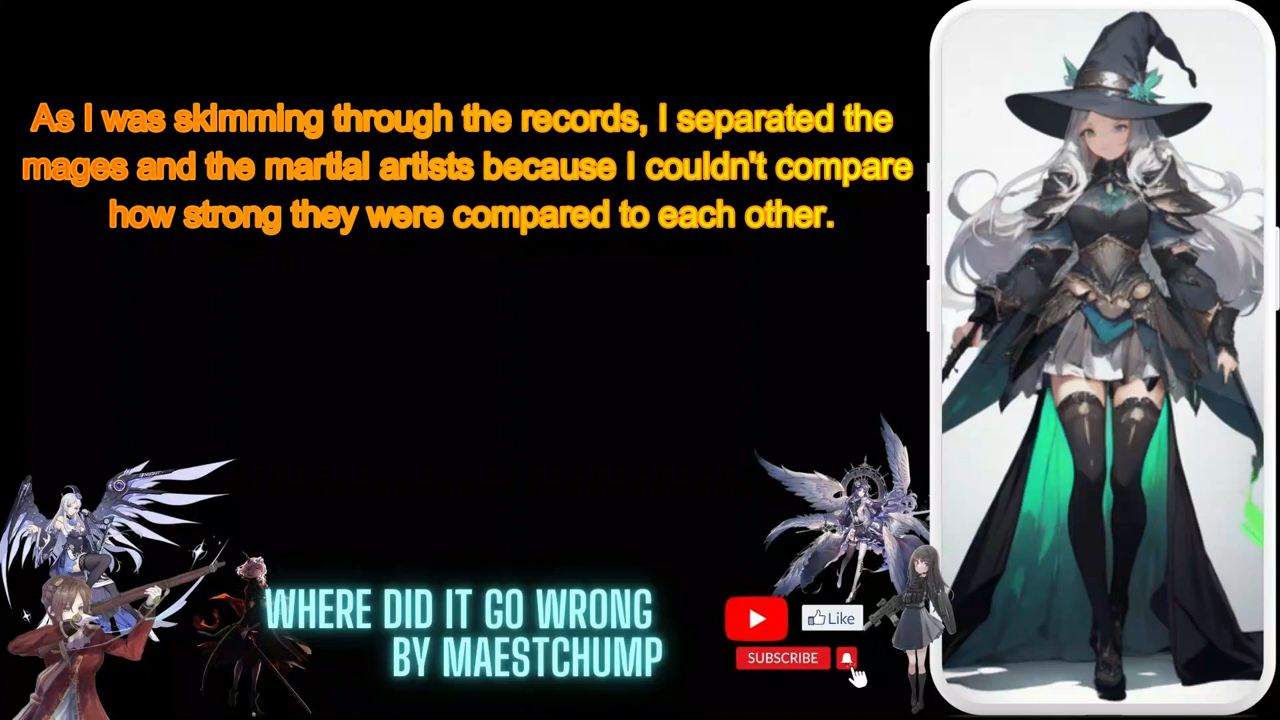 As I was skimming through the records, I separated the
mages and the martial artists because I couldn't compare
how strong they were compared to each other.
WHERE DID IT GO WRONG
BY MAESTCHUMP
Like
SUBSCRIBE